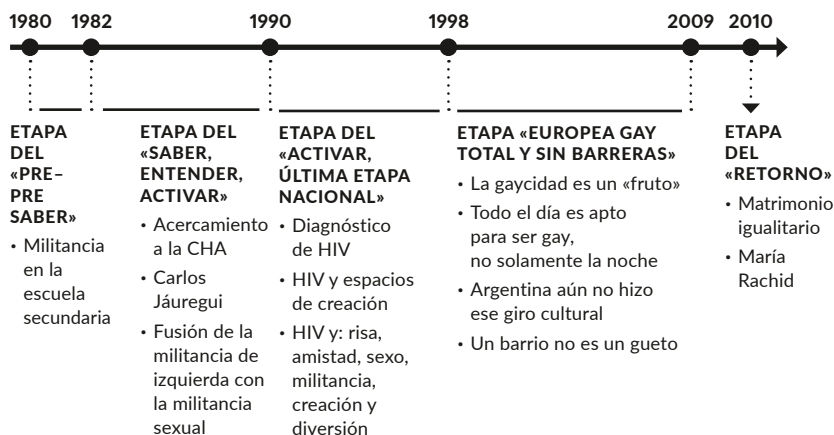 1980 1982 1990 1998 2009 2010
ETAPA
DEL
«PRE–
PRE
SABER»
• Militancia
en la
escuela
secundaria
ETAPA DEL
«SABER,
ENTENDER,
ACTIVAR»
• Acercamiento
a la CHA
• Carlos
Jáuregui
• Fusión de la
militancia de
izquierda con
la militancia
sexual
ETAPA DEL
«ACTIVAR,
ÚLTIMA ETAPA
NACIONAL»
• Diagnóstico
de HIV
• HIV y espacios
de creación
• HIV y: risa,
amistad, sexo,
militancia,
creación y
diversión
ETAPA «EUROPEA GAY
TOTAL Y SIN BARRERAS»
• La gaycidad es un «fruto»
• Todo el día es apto
para ser gay,
no solamente la noche
• Argentina aún no hizo
ese giro cultural
• Un barrio no es un gueto
ETAPA
DEL
«RETORNO»
• Matrimonio
igualitario
• María
Rachid